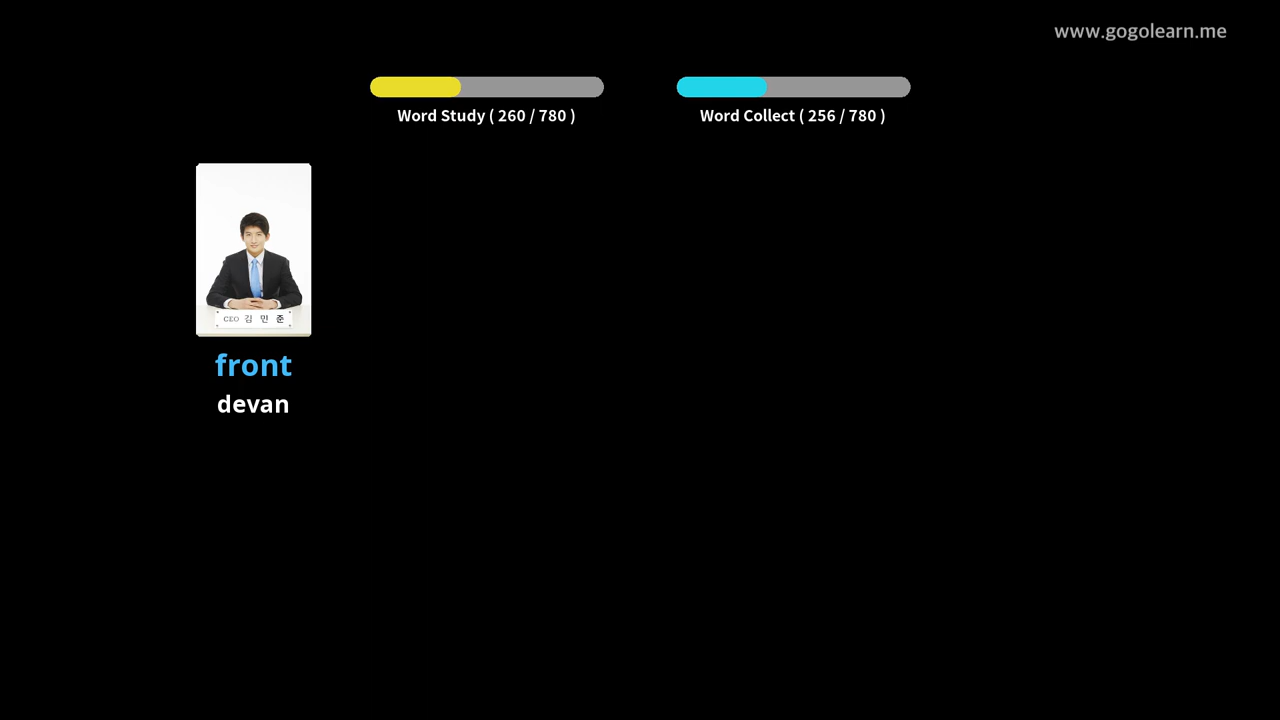 www.gogolearn.me
Word Study ( 260 / 780 )
Word Collect ( 256 / 780 )
CEO 김 민 준
front
devan